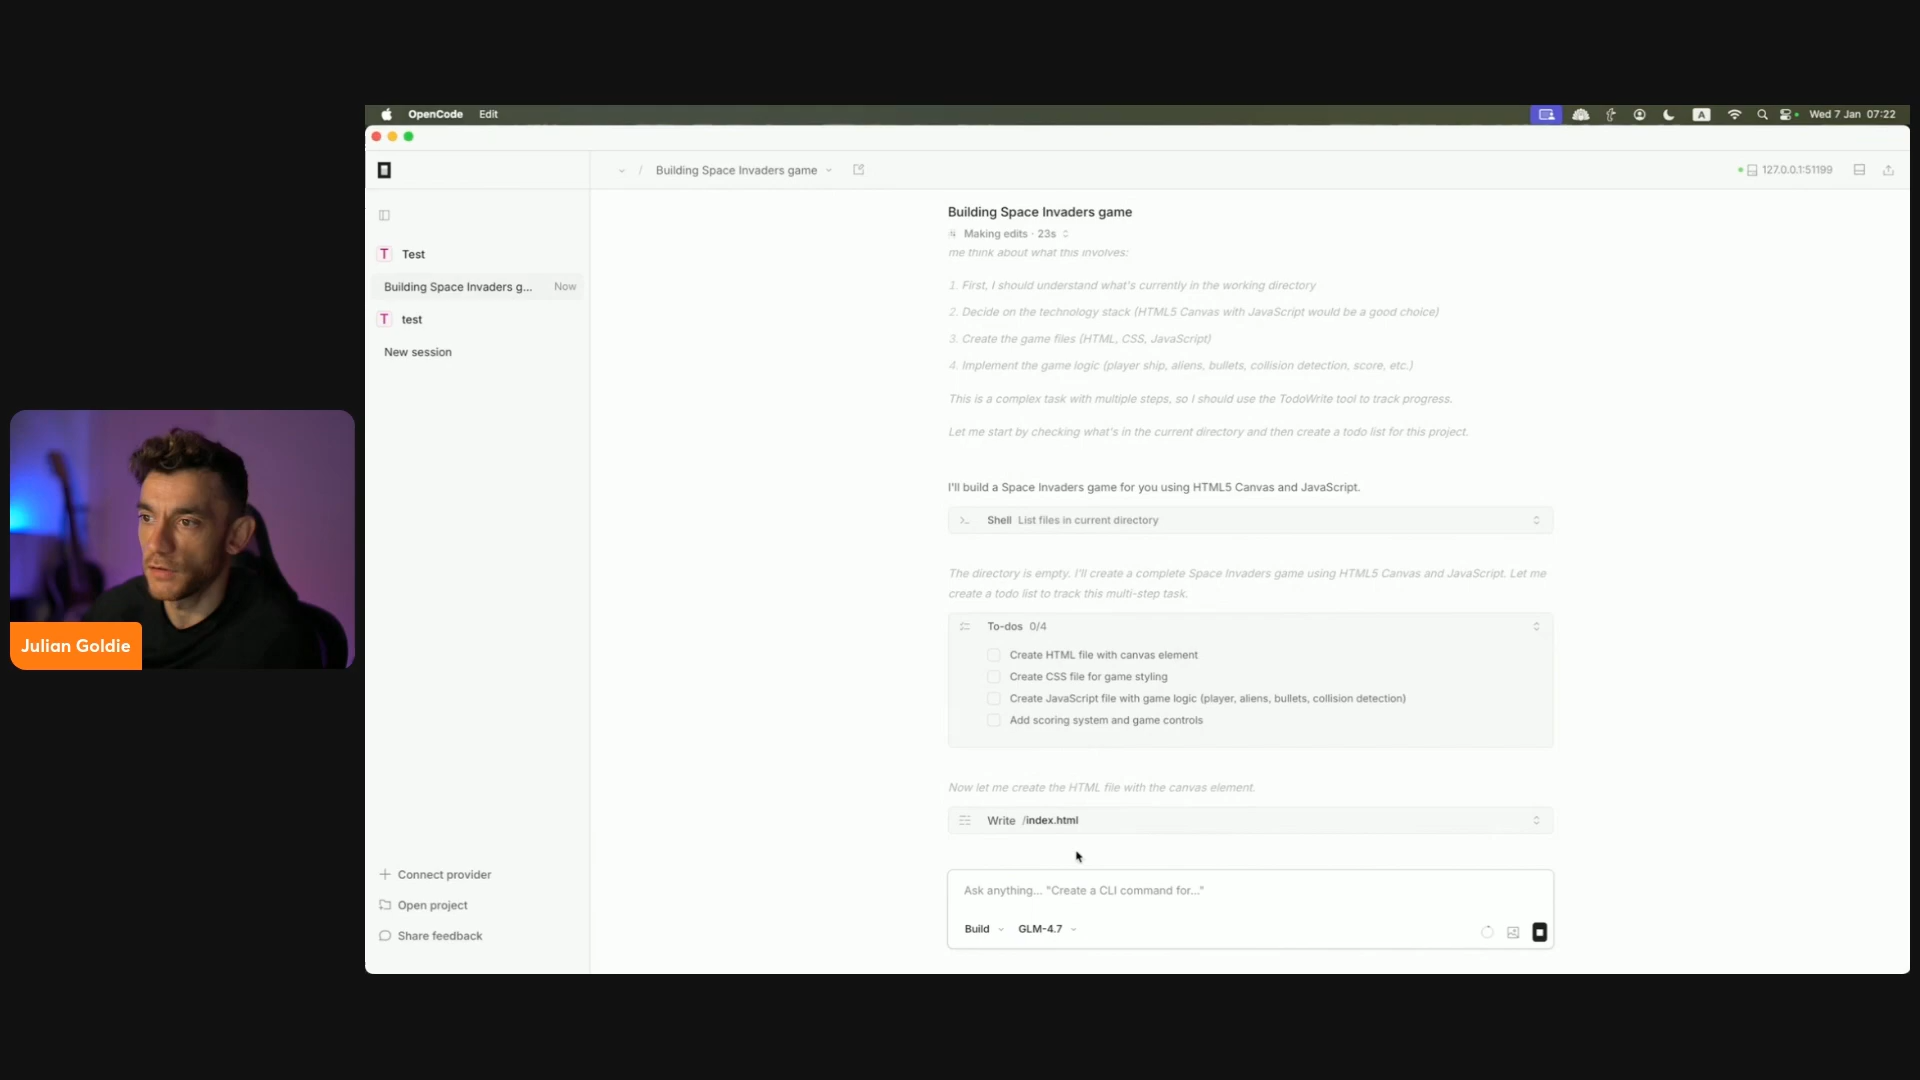 OpenCode Edit
A
Wed 7 Jan 07:22
/ Building Space Invaders game
127.0.0.1:51199
T Test
Building Space Invaders g... Now
T test
New session
Connect provider
Open project
Share feedback
Building Space Invaders game
Making edits · 23s
me think about what this involves:
1. First, I should understand what's currently in the working directory
2. Decide on the technology stack (HTML5 Canvas with JavaScript would be a good choice)
3. Create the game files (HTML, CSS, JavaScript)
4. Implement the game logic (player ship, aliens, bullets, collision detection, score, etc.)
This is a complex task with multiple steps, so I should use the TodoWrite tool to track progress.
Let me start by checking what's in the current directory and then create a todo list for this project.
I'll build a Space Invaders game for you using HTML5 Canvas and JavaScript.
Shell List files in current directory
The directory is empty. I'll create a complete Space Invaders game using HTML5 Canvas and JavaScript. Let me
create a todo list to track this multi-step task.
To-dos 0/4
Create HTML file with canvas element
Create CSS file for game styling
Create JavaScript file with game logic (player, aliens, bullets, collision detection)
Add scoring system and game controls
Now let me create the HTML file with the canvas element.
Write /index.html
Ask anything... "Create a CLI command for..."
Build GLM-4.7
Julian Goldie